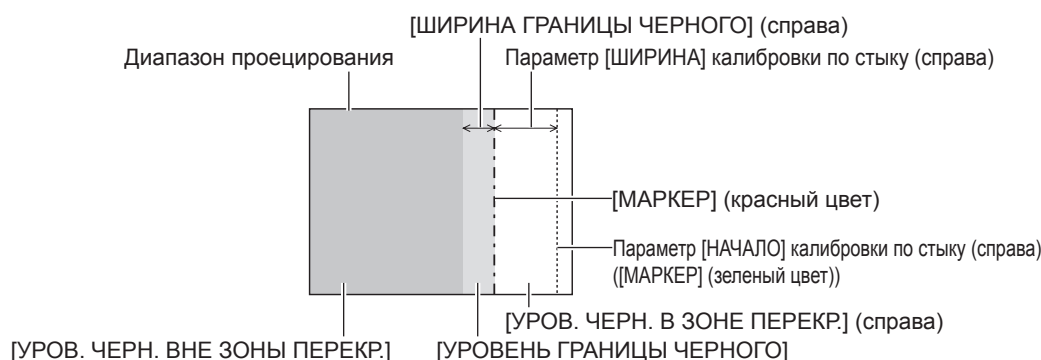 [ШИРИНА ГРАНИЦЫ ЧЕРНОГО] (справа)
Диапазон проецирования
Параметр [ШИРИНА] калибровки по стыку (справа)
[МАРКЕР] (красный цвет)
Параметр [НАЧАЛО] калибровки по стыку (справа)
([МАРКЕР] (зеленый цвет))
[УРОВ. ЧЕРН. В ЗОНЕ ПЕРЕКР.] (справа)
[УРОВ. ЧЕРН. ВНЕ ЗОНЫ ПЕРЕКР.]
[УРОВЕНЬ ГРАНИЦЫ ЧЕРНОГО]